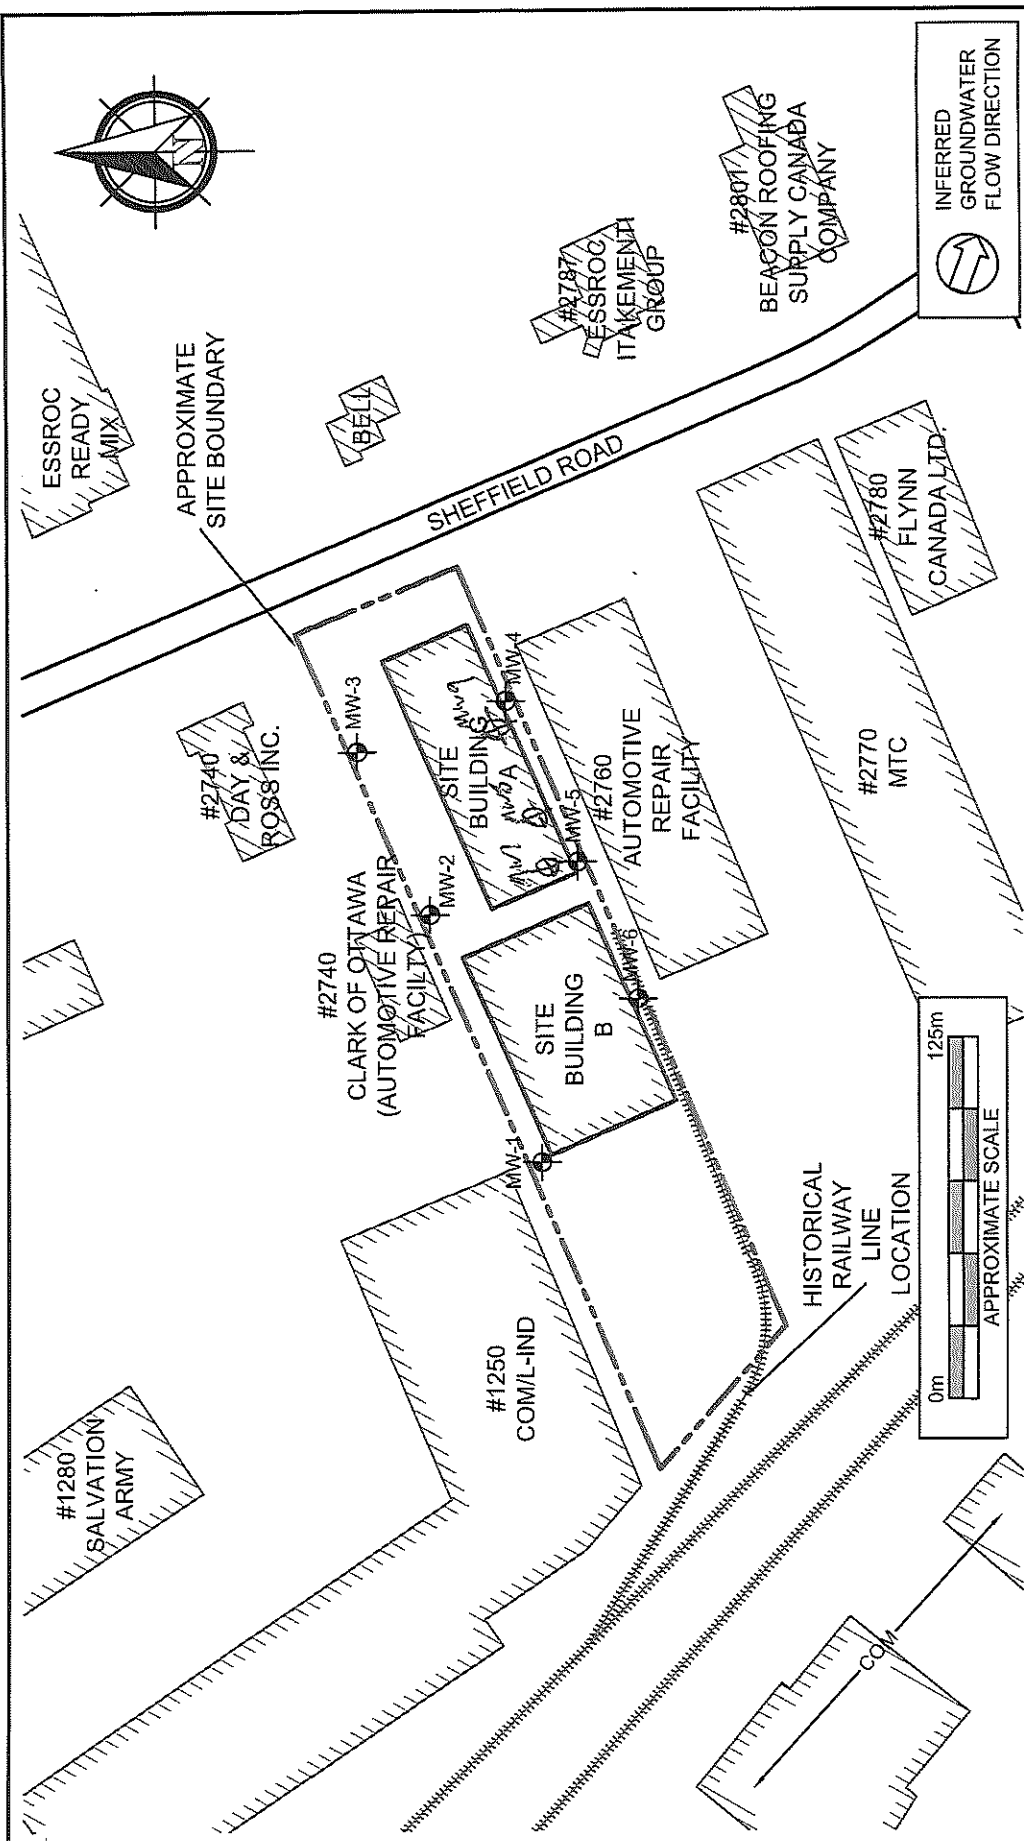 ESSROC
READY
MIX
APPROXIMATE
SITE BOUNDARY
N
BELL
#2787
ESSROC
ITAKEMENTI
GROUP
#2801
BEACON ROOFING
SUPPLY CANADA
COMPANY
INFERRED
GROUNDWATER
FLOW DIRECTION
SHEFFIELD ROAD
#2740
DAY &
ROSS INC.
MW-3
MW-4
SITE
BUILDING
#2780
FLYNN
CANADA LTD.
#2740
CLARK OF OTTAWA
(AUTOMOTIVE REPAIR
FACILTY)
MW-2
MW-5
#2760
AUTOMOTIVE
REPAIR
FACILITY
#2770
MTC
MW-6
SITE
BUILDING
B
MW-1
#1280
SALVATION
ARMY
#1250
COM/L-IND
HISTORICAL
RAILWAY
LINE
LOCATION
COM
0m
125m
APPROXIMATE SCALE